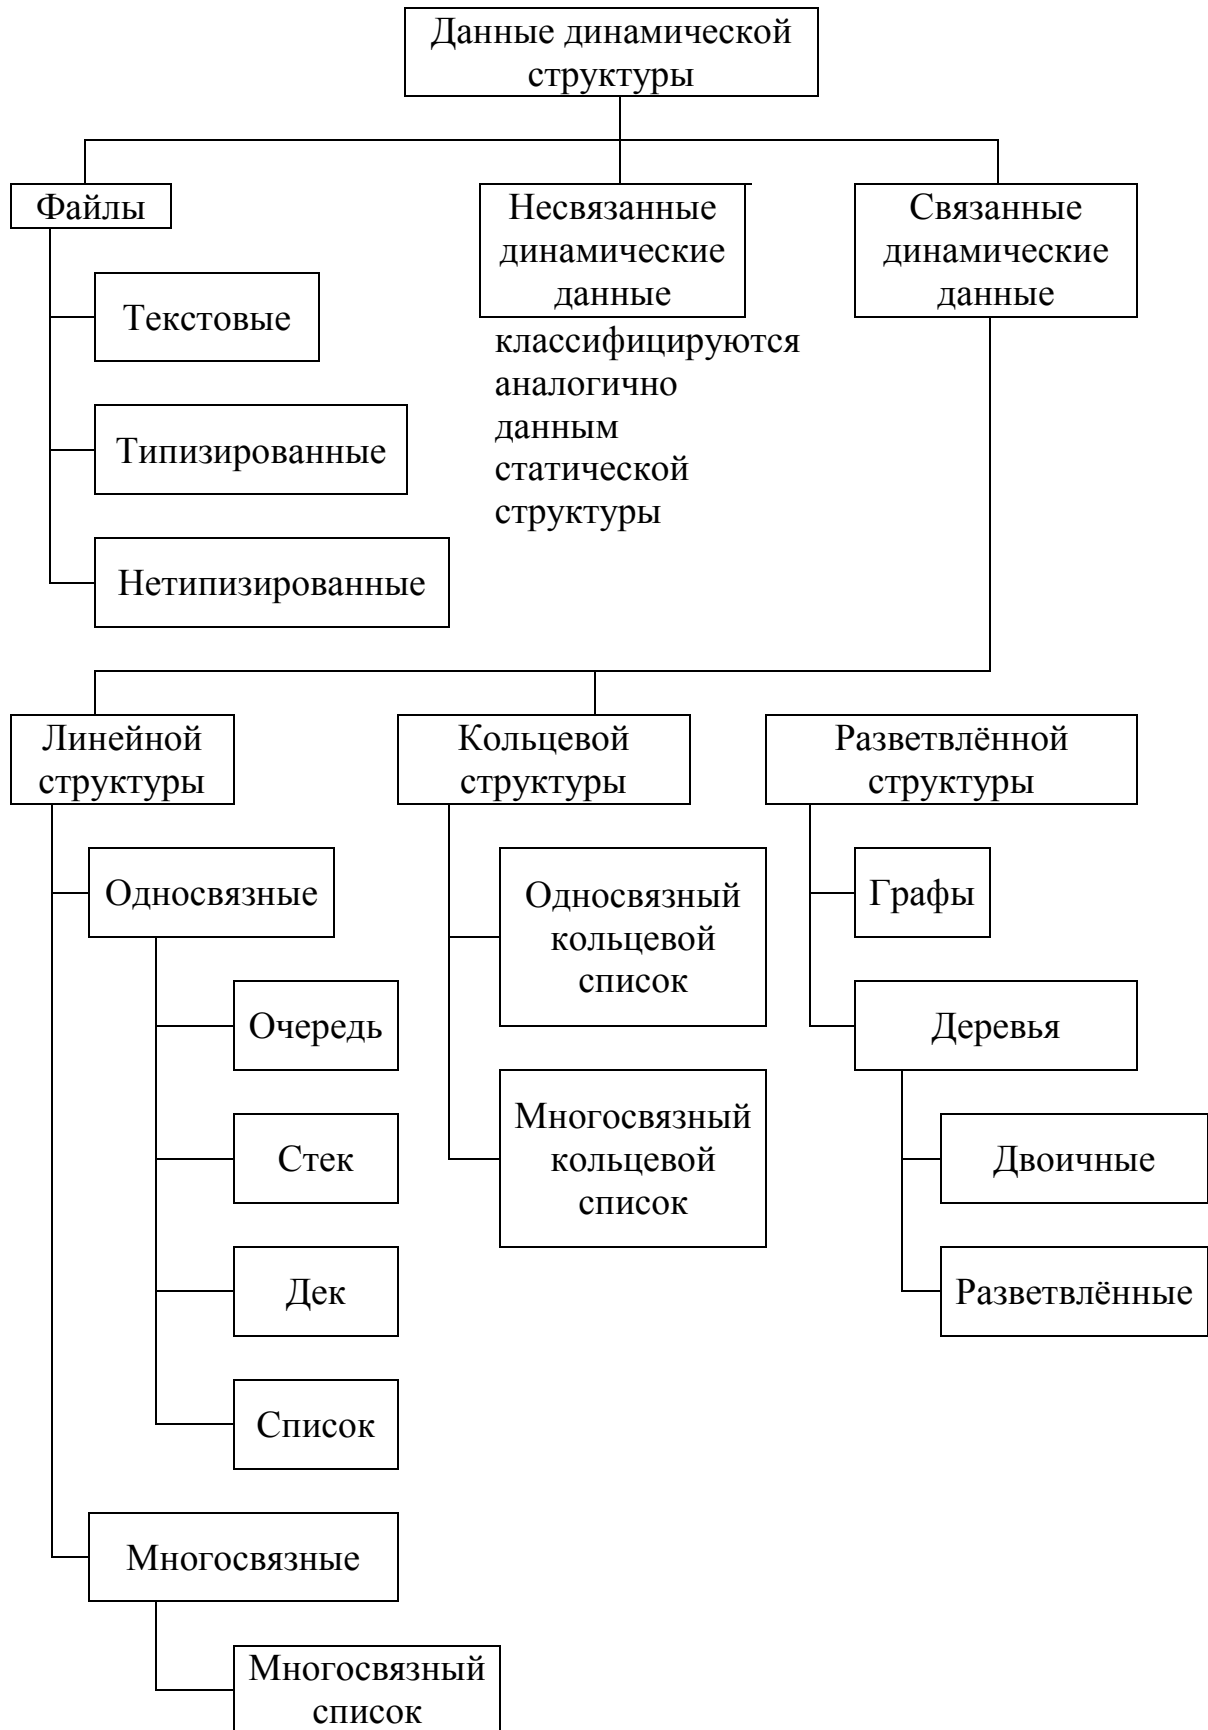 Данные динамической
структуры
Файлы
Текстовые
Типизированные
Нетипизированные
Несвязанные
динамические
данные
классифицируются
аналогично
данным
статической
структуры
Связанные
динамические
данные
Линейной
структуры
Односвязные
Очередь
Стек
Дек
Список
Многосвязные
Многосвязный
список
Кольцевой
структуры
Односвязный
кольцевой
список
Многосвязный
кольцевой
список
Разветвлённой
структуры
Графы
Деревья
Двоичные
Разветвлённые